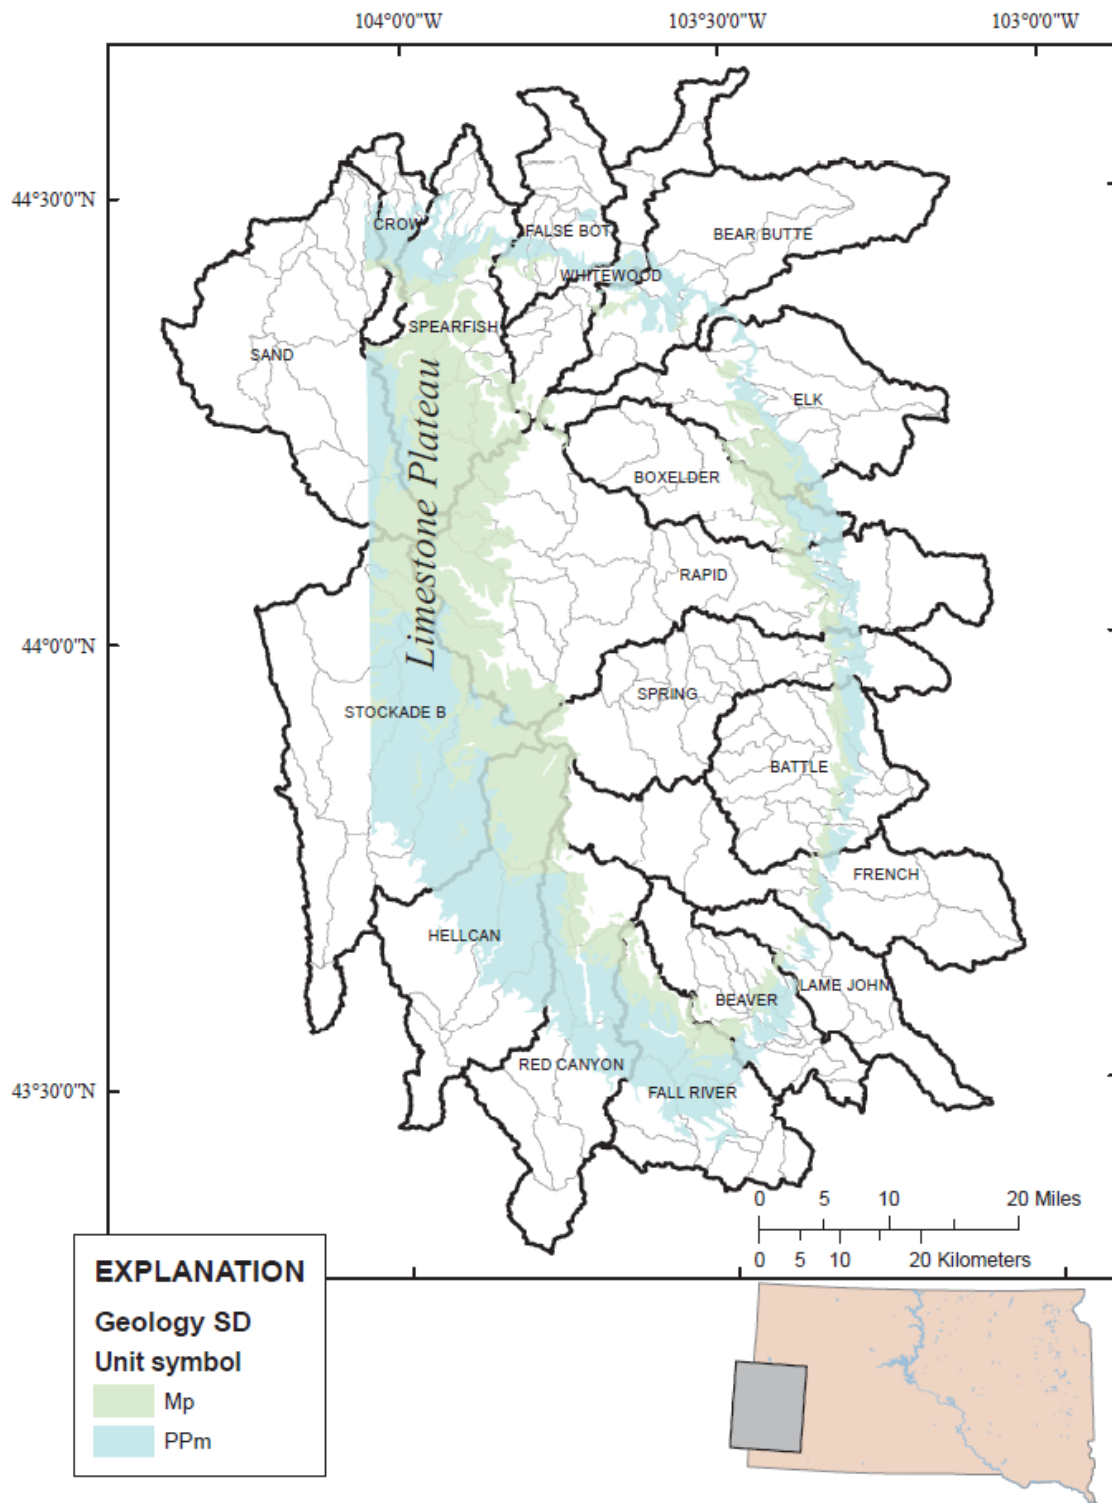 104°0'0"W 103°30'0"W 103°0'0"W
44°30'0"N
CROW
FALSE BOT
BEAR BUTTE
WHITEWOOD
SPEARFISH
SAND
ELK
Limestone Plateau
BOXELDER
RAPID
44°0'0"N
SPRING
STOCKADE B
BATTLE
FRENCH
HELLCAN
LAME JOHN
BEAVER
RED CANYON
43°30'0"N
FALL RIVER
0 5 10 20 Miles
0 5 10 20 Kilometers
EXPLANATION
Geology SD
Unit symbol
Mp
PPm